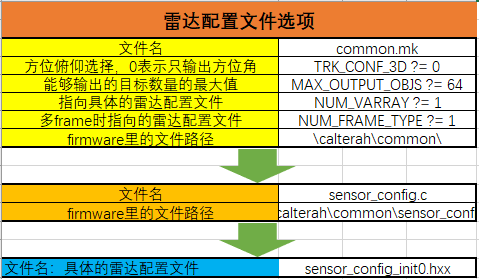 雷达配置文件选项
文件名 common.mk
方位俯仰选择，0表示只输出方位角 TRK_CONF_3D ?= 0
能够输出的目标数量的最大值 MAX_OUTPUT_OBJS ?= 64
指向具体的雷达配置文件 NUM_VARRAY ?= 1
多frame时指向的雷达配置文件 NUM_FRAME_TYPE ?= 1
firmware里的文件路径 \calterah\common\
文件名 sensor_config.c
firmware里的文件路径 calterah\common\sensor_conf
文件名：具体的雷达配置文件 sensor_config_init0.hxx